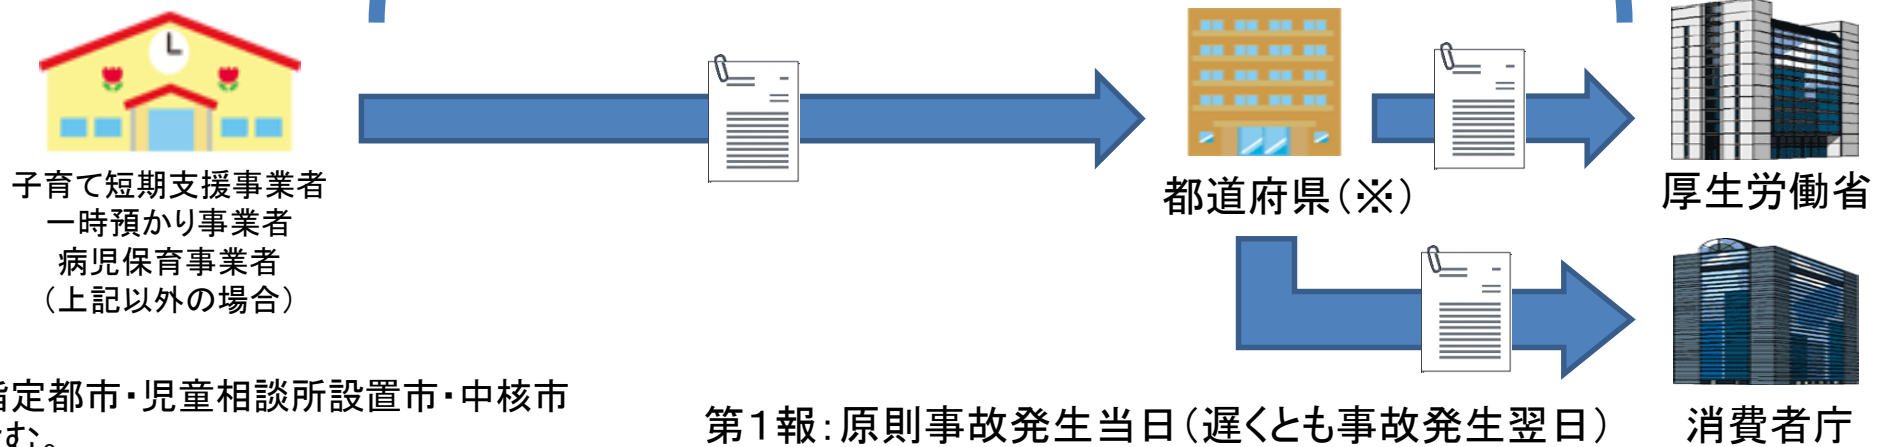 子育て短期支援事業者
一時預かり事業者
病児保育事業者
（上記以外の場合）
都道府県（※）
厚生労働省
指定都市・児童相談所設置市・中核市
む。
第１報：原則事故発生当日（遅くとも事故発生翌日）
消費者庁